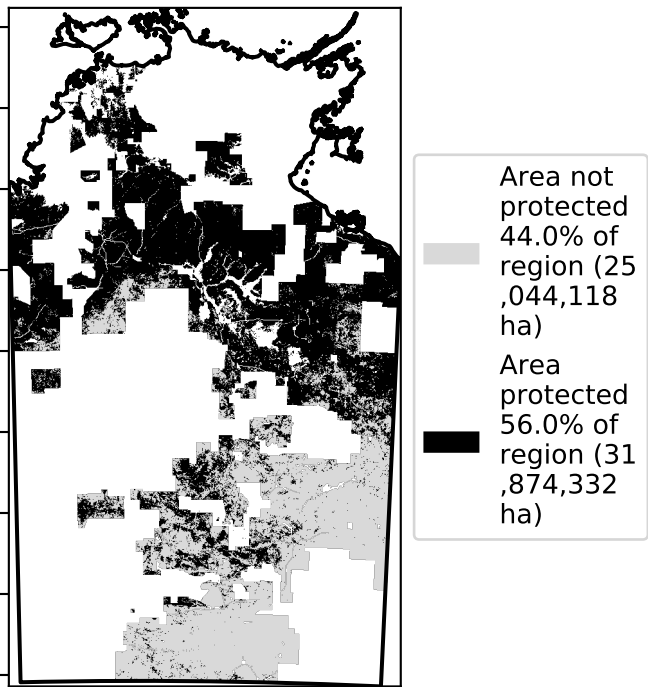 Area not
protected
44.0% of
region (25
,044,118
ha)
Area
protected
56.0% of
region (31
,874,332
ha)